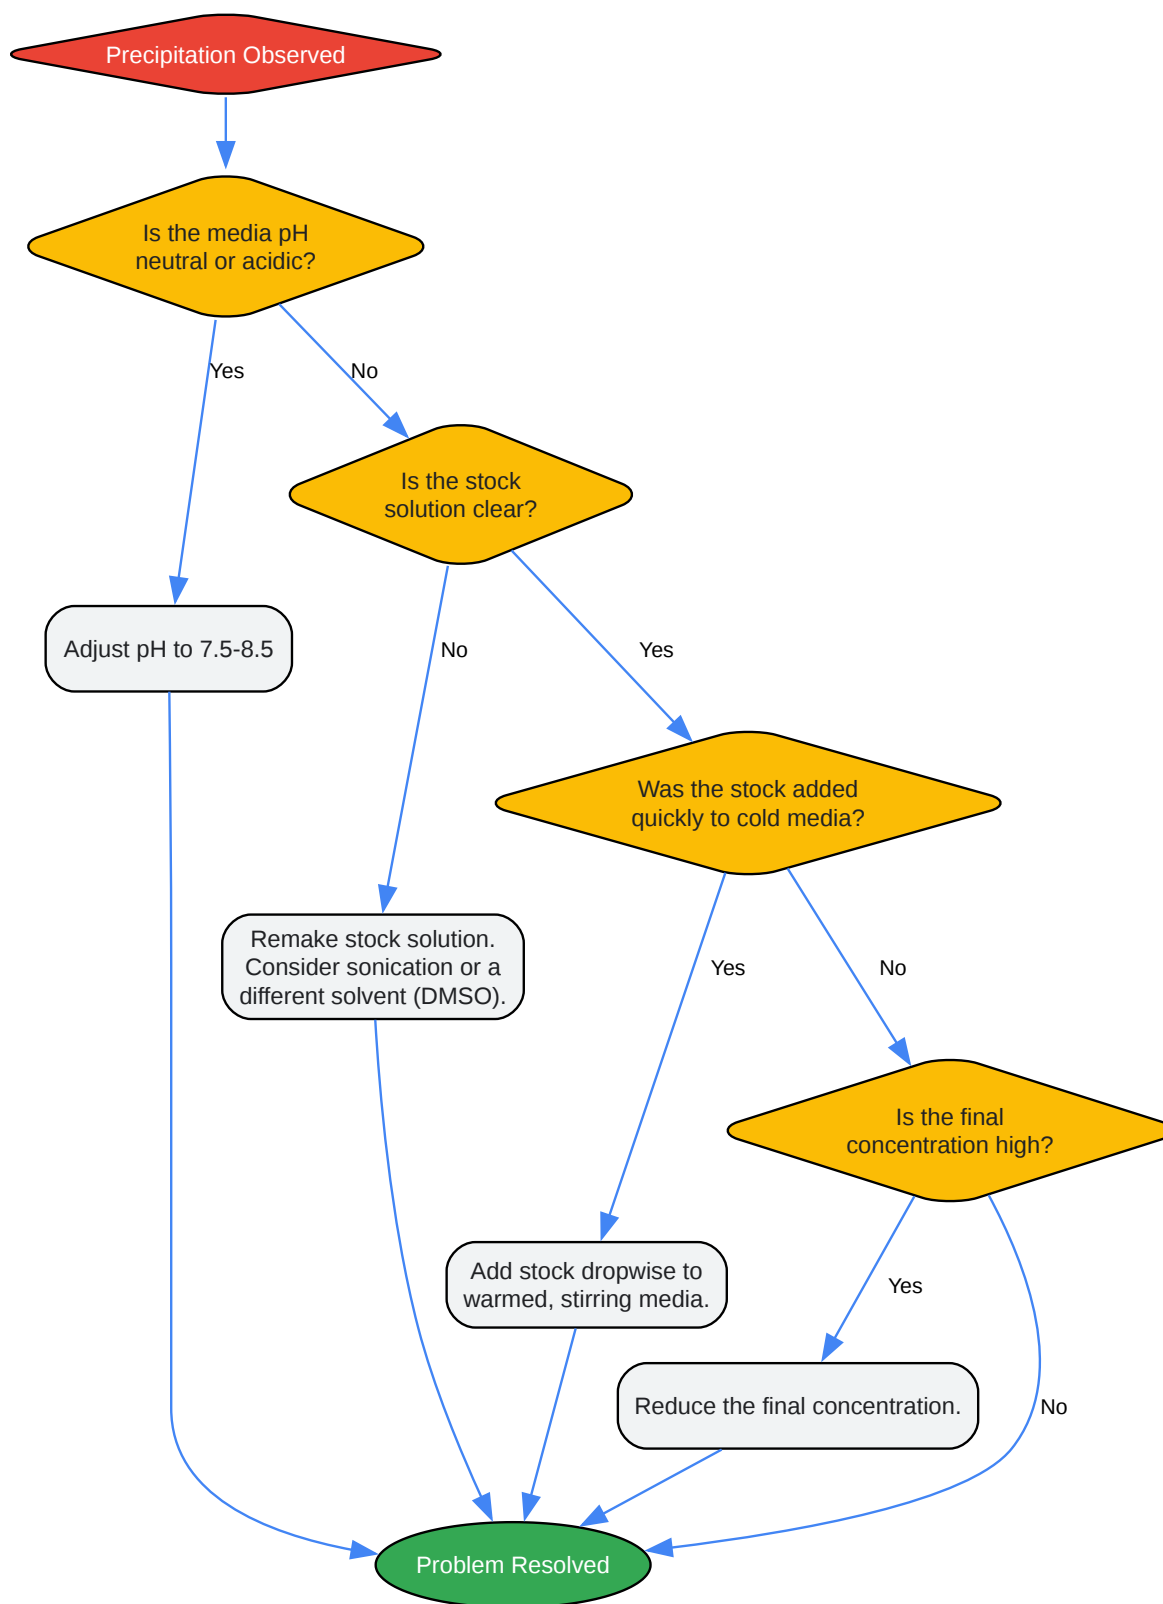 Precipitation Observed
Is the media pH
neutral or acidic?
Yes
No
Is the stock
solution clear?
Adjust pH to 7.5-8.5
No
Yes
Was the stock added
quickly to cold media?
Remake stock solution.
Consider sonication or a
different solvent (DMSO).
Yes
No
Is the final
concentration high?
Add stock dropwise to
warmed, stirring media.
Yes
Reduce the final concentration.
No
Problem Resolved